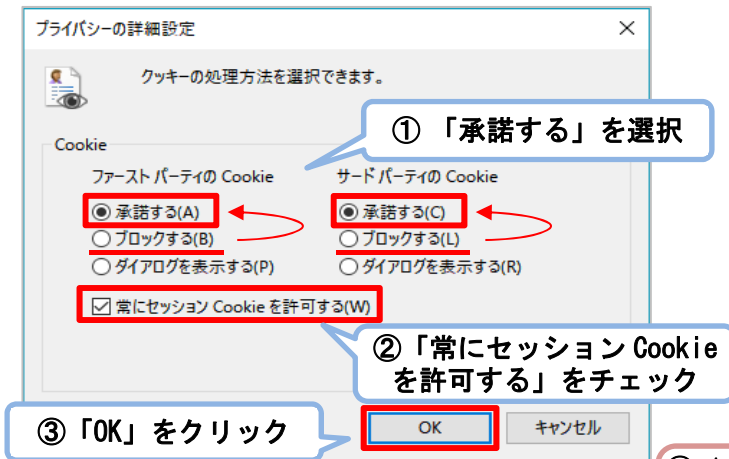 プライバシーの詳細設定
クッキーの処理方法を選択できます。
① 「承諾する」を選択
Cookie
ファースト パーティの Cookie
サード パーティの Cookie
承諾する(A)
承諾する(C)
ブロックする(B)
ブロックする(L)
ダイアログを表示する(P)
ダイアログを表示する(R)
常にセッション Cookie を許可する(W)
②「常にセッション Cookie
を許可する」をチェック
③「OK」をクリック
OK
キャンセル